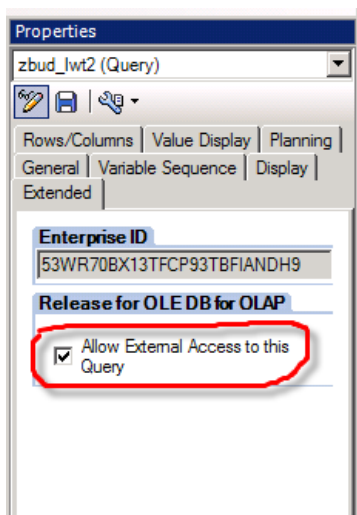 Properties
zbud_lwt2 (Query)
Rows/Columns Value Display Planning
General Variable Sequence Display
Extended
Enterprise ID
53WR70BX13TFCP93TBFIANDH9
Release for OLE DB for OLAP
Allow External Access to this
Query